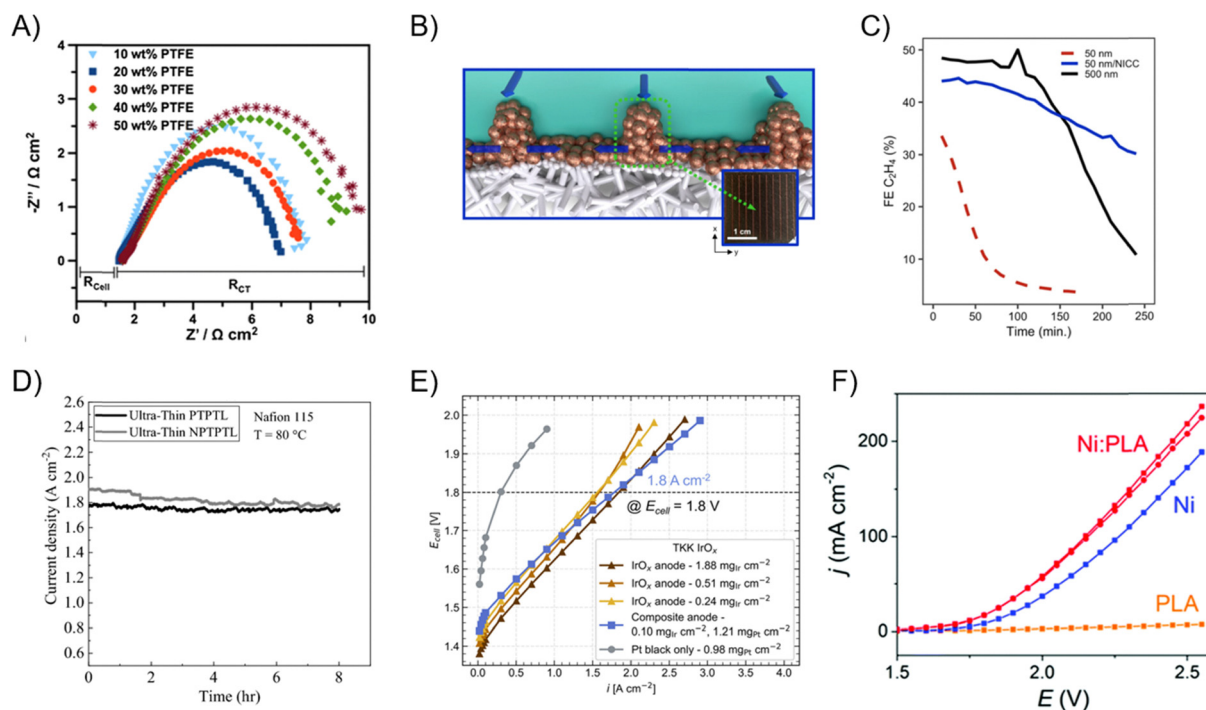 A)
4
3
2
1
0
-Z'' / Ω cm²
10 wt% PTFE
20 wt% PTFE
30 wt% PTFE
40 wt% PTFE
50 wt% PTFE
R_Cell
R_CT
0 2 4 6 8 10
Z' / Ω cm²
B)
1 cm
x
y
C)
50
40
30
20
10
FE C₂H₄ (%)
50 nm
50 nm/NICC
500 nm
0 50 100 150 200 250
Time (min.)
D)
2.6
2.4
2.2
2.0
1.8
1.6
1.4
1.2
1.0
0.8
0.6
Current density (A cm⁻²)
Ultra-Thin PTPTL
Ultra-Thin NPTPTL
Nafion 115
T = 80 °C
0 2 4 6 8
Time (hr)
E)
2.0
1.9
1.8
1.7
1.6
1.5
1.4
E_cell [V]
1.8 A cm⁻²
@ E_cell = 1.8 V
TKK IrOₓ
IrOₓ anode - 1.88 mg_Ir cm⁻²
IrOₓ anode - 0.51 mg_Ir cm⁻²
IrOₓ anode - 0.24 mg_Ir cm⁻²
Composite anode -
0.10 mg_Ir cm⁻², 1.21 mg_Pt cm⁻²
Pt black only - 0.98 mg_Pt cm⁻²
0.0 0.5 1.0 1.5 2.0 2.5 3.0 3.5 4.0
i [A cm⁻²]
F)
200
100
0
j (mA cm⁻²)
Ni:PLA
Ni
PLA
1.5 2.0 2.5
E (V)